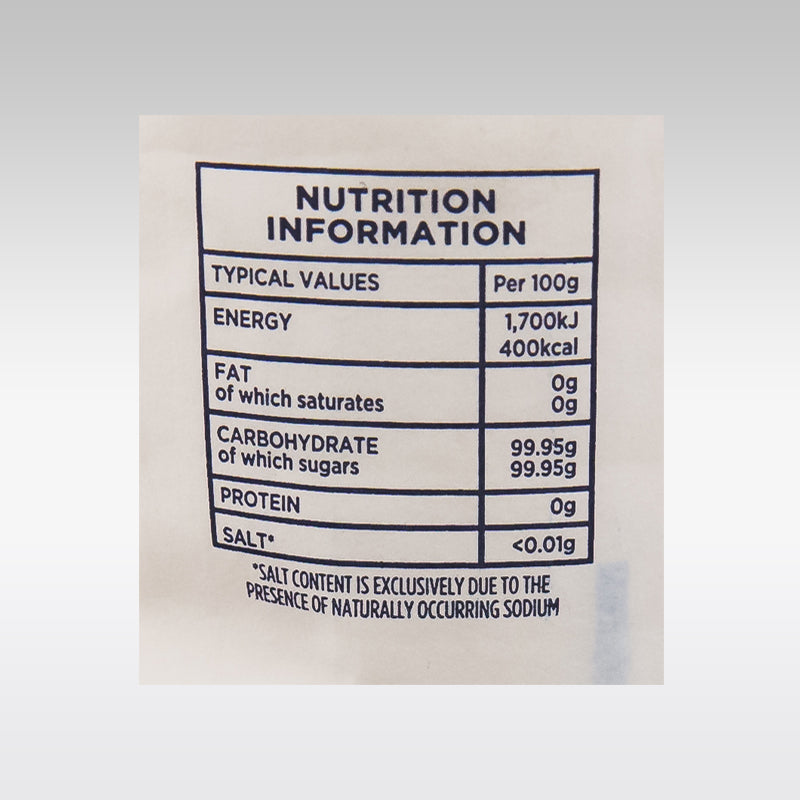 NUTRITION
INFORMATION
TYPICAL VALUES Per 100g
ENERGY 1,700kJ
400kcal
FAT 0g
of which saturates 0g
CARBOHYDRATE 99.95g
of which sugars 99.95g
PROTEIN 0g
SALT* <0.01g
*SALT CONTENT IS EXCLUSIVELY DUE TO THE
PRESENCE OF NATURALLY OCCURRING SODIUM